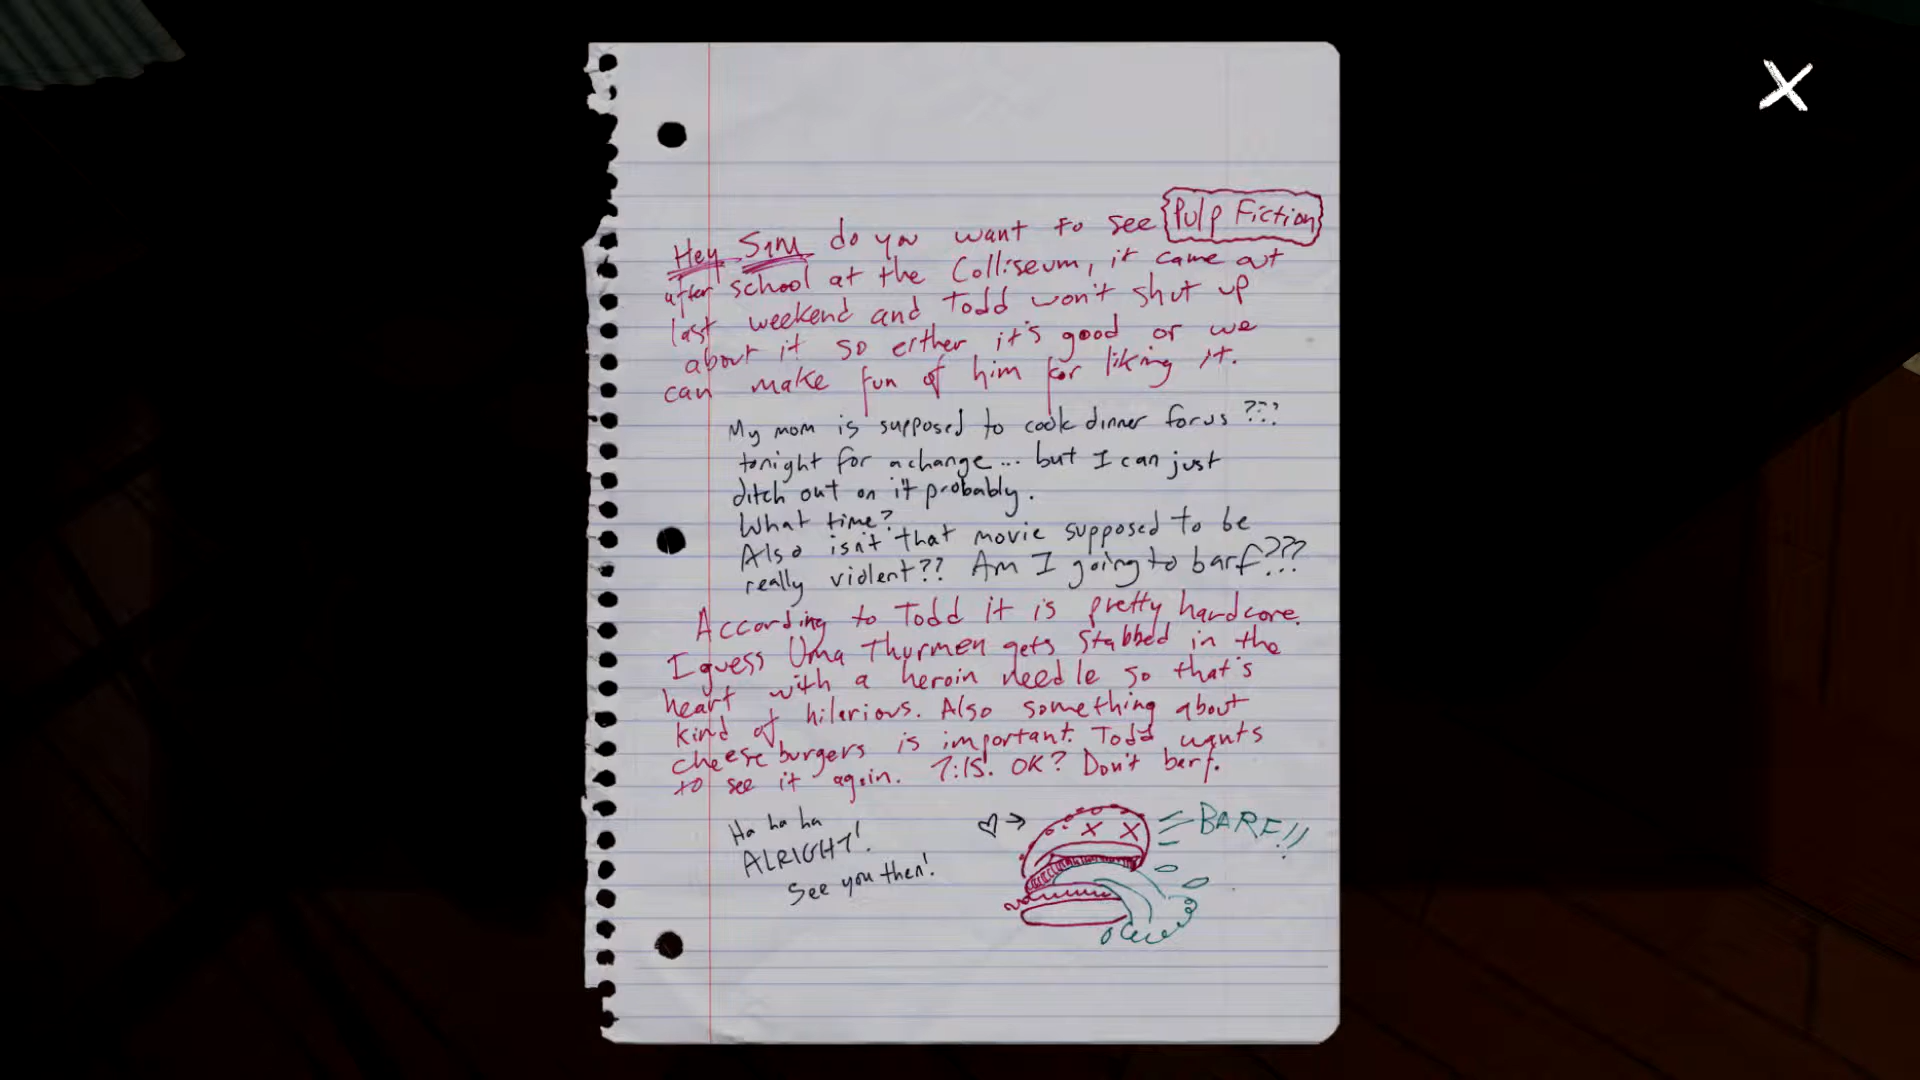 Hey Sam do you want to see Pulp Fiction
after school at the Colliseum, it came out
last weekend and Todd won't shut up
about it so either it's good or we
can make fun of him for liking it.
My mom is supposed to cook dinner for us ???
tonight for a change... but I can just
ditch out on it probably.
What time?
Also isn't that movie supposed to be
really violent?? Am I going to barf???
According to Todd it is pretty hardcore.
I guess Uma Thurmen gets stabbed in the
heart with a heroin needle so that's
kind of hilarious. Also something about
cheeseburgers is important. Todd wants
to see it again. 7:15. OK? Don't barf.
Ha ha ha
ALRIGHT!
See you then!
BARF!!